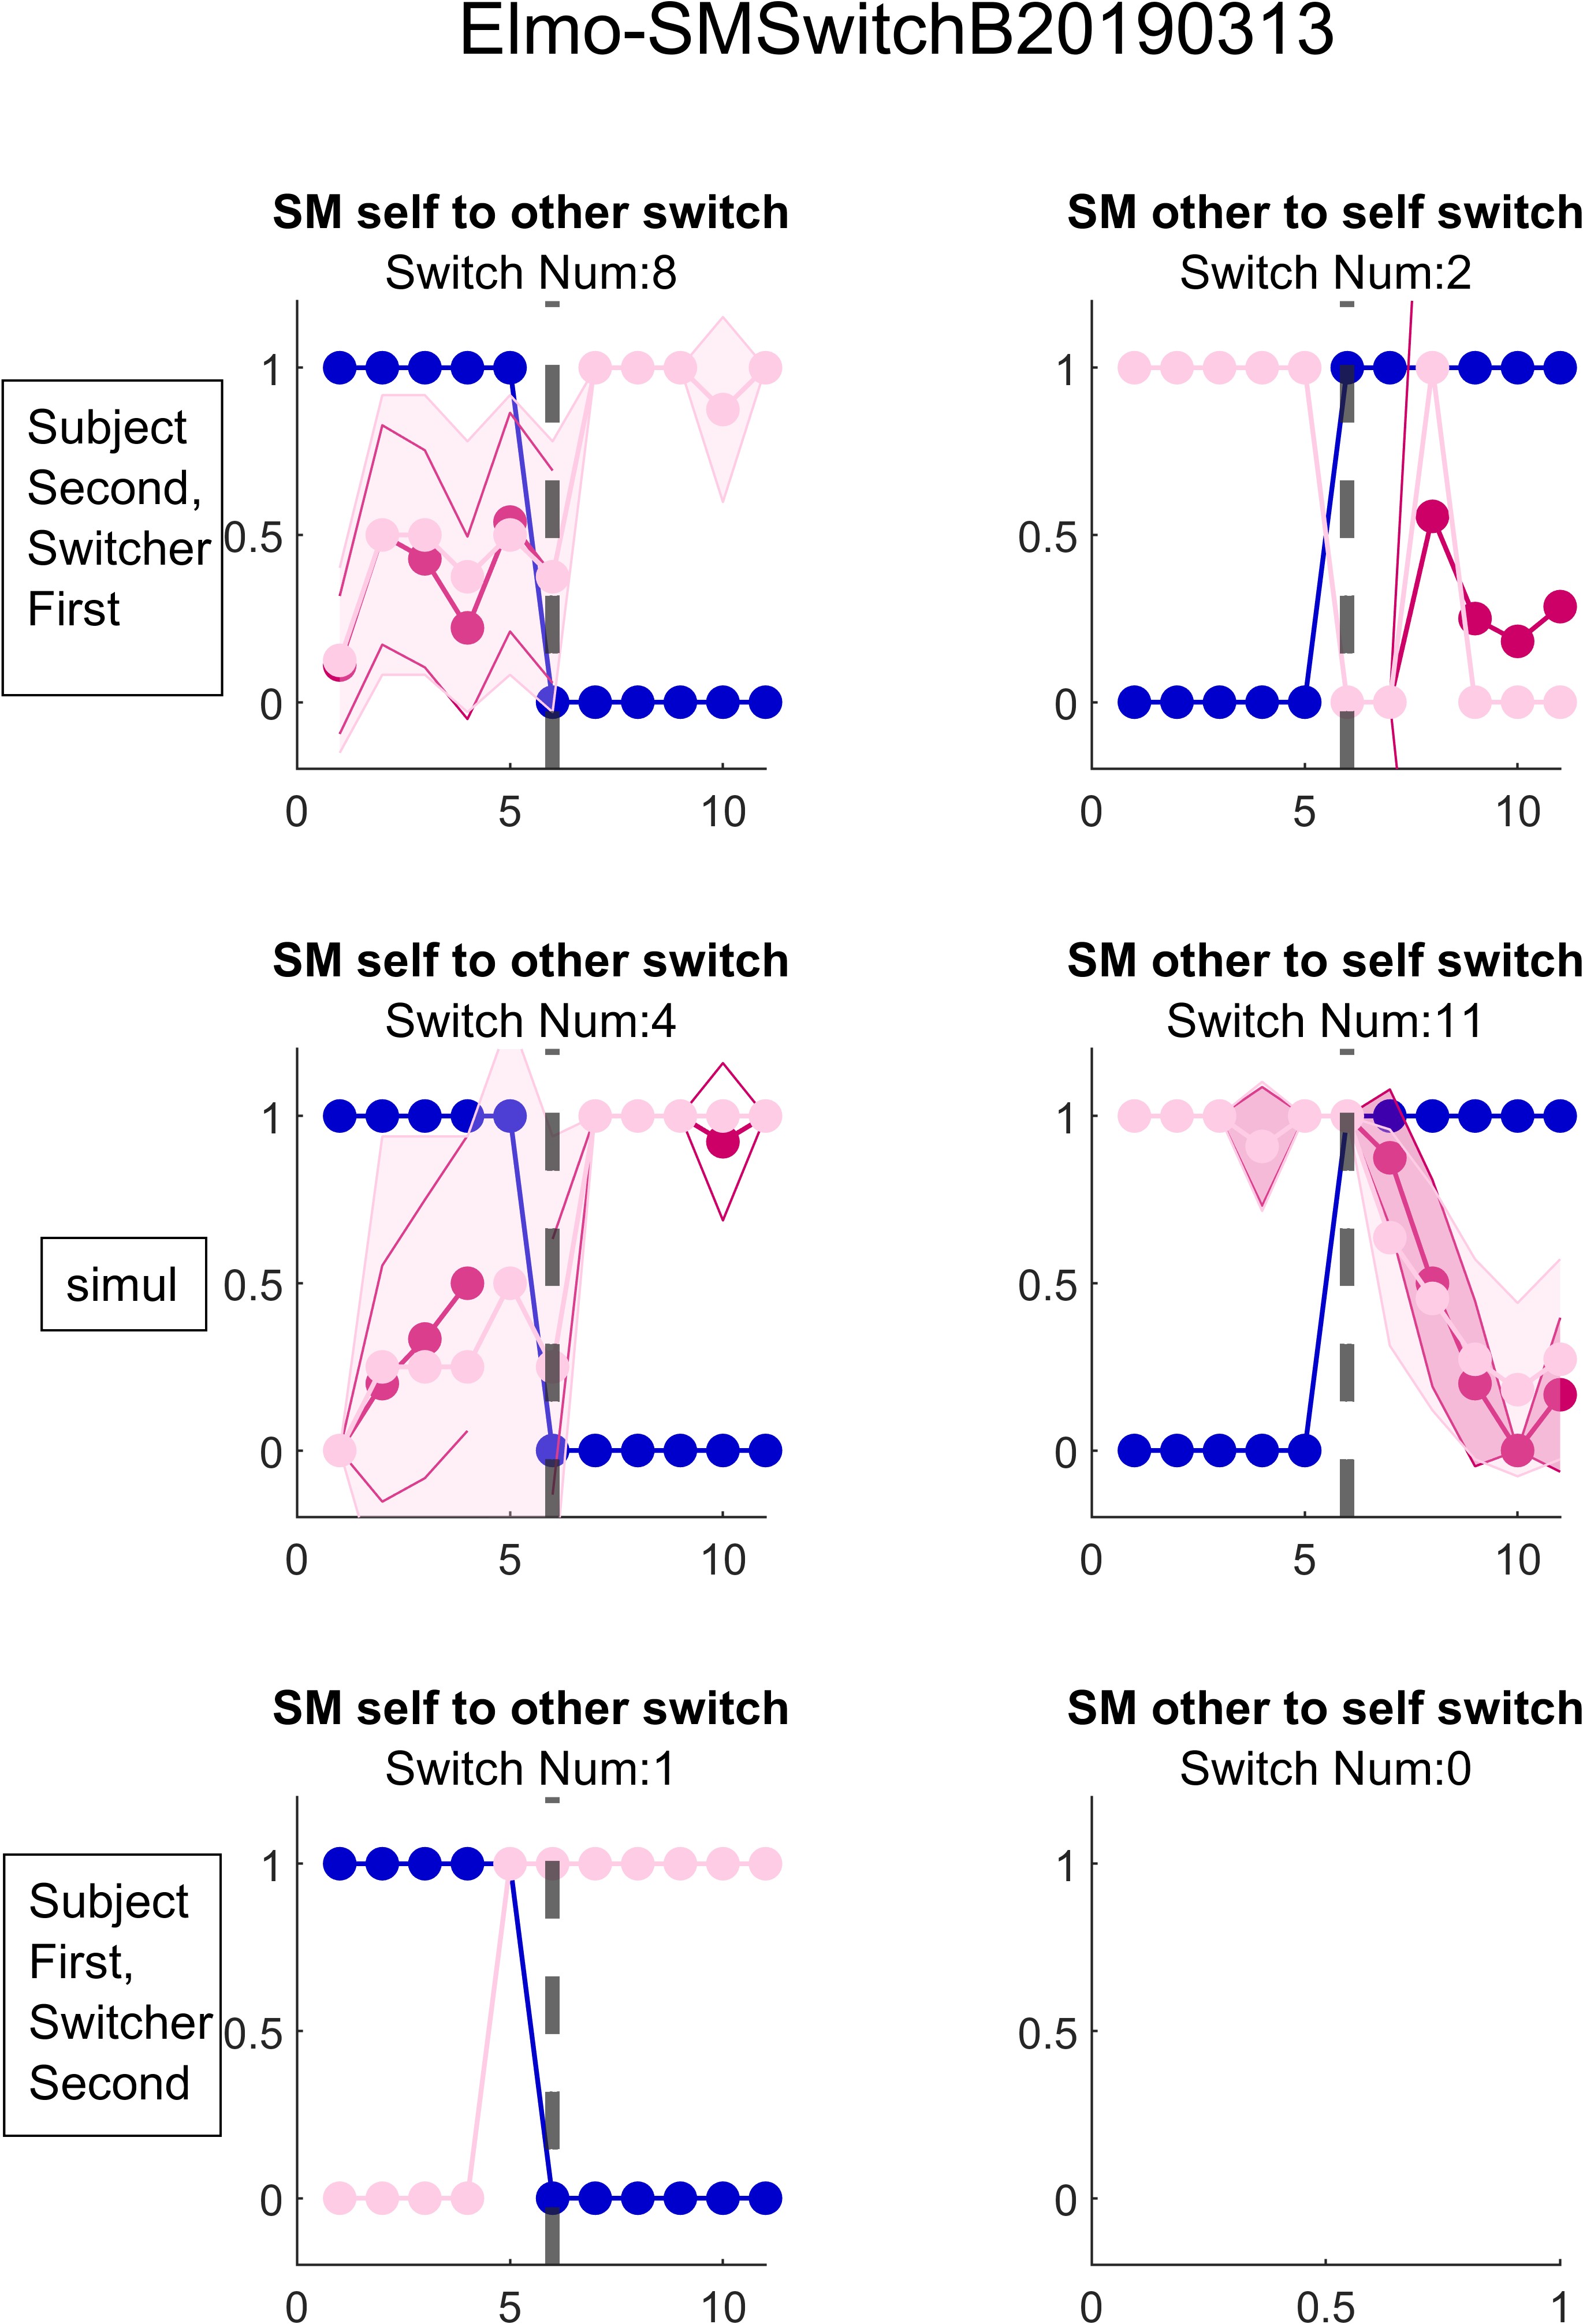 Elmo-SMSwitchB20190313
SM self to other switch
Switch Num:8
SM other to self switch
Switch Num:2
Subject
Second,
Switcher
First
1
0.5
0
0
5
10
1
0.5
0
0
5
10
SM self to other switch
Switch Num:4
SM other to self switch
Switch Num:11
simul
1
0.5
0
0
5
10
1
0.5
0
0
5
10
SM self to other switch
Switch Num:1
SM other to self switch
Switch Num:0
Subject
First,
Switcher
Second
1
0.5
0
0
5
10
1
0.5
0
0
0.5
1